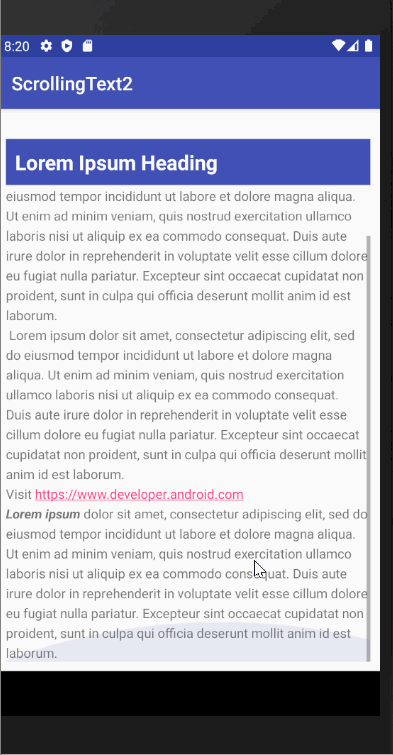 8:20
ScrollingText2
Lorem Ipsum Heading
eiusmod tempor incididunt ut labore et dolore magna aliqua.
Ut enim ad minim veniam, quis nostrud exercitation ullamco
laboris nisi ut aliquip ex ea commodo consequat. Duis aute
irure dolor in reprehenderit in voluptate velit esse cillum dolore
eu fugiat nulla pariatur. Excepteur sint occaecat cupidatat non
proident, sunt in culpa qui officia deserunt mollit anim id est
laborum.
Lorem ipsum dolor sit amet, consectetur adipiscing elit, sed
do eiusmod tempor incididunt ut labore et dolore magna
aliqua. Ut enim ad minim veniam, quis nostrud exercitation
ullamco laboris nisi ut aliquip ex ea commodo consequat.
Duis aute irure dolor in reprehenderit in voluptate velit esse
cillum dolore eu fugiat nulla pariatur. Excepteur sint occaecat
cupidatat non proident, sunt in culpa qui officia deserunt mollit
anim id est laborum.
Visit https://www.developer.android.com
Lorem ipsum dolor sit amet, consectetur adipiscing elit, sed do
eiusmod tempor incididunt ut labore et dolore magna aliqua.
Ut enim ad minim veniam, quis nostrud exercitation ullamco
laboris nisi ut aliquip ex ea commodo consequat. Duis aute
irure dolor in reprehenderit in voluptate velit esse cillum dolore
eu fugiat nulla pariatur. Excepteur sint occaecat cupidatat non
proident, sunt in culpa qui officia deserunt mollit anim id est
laborum.